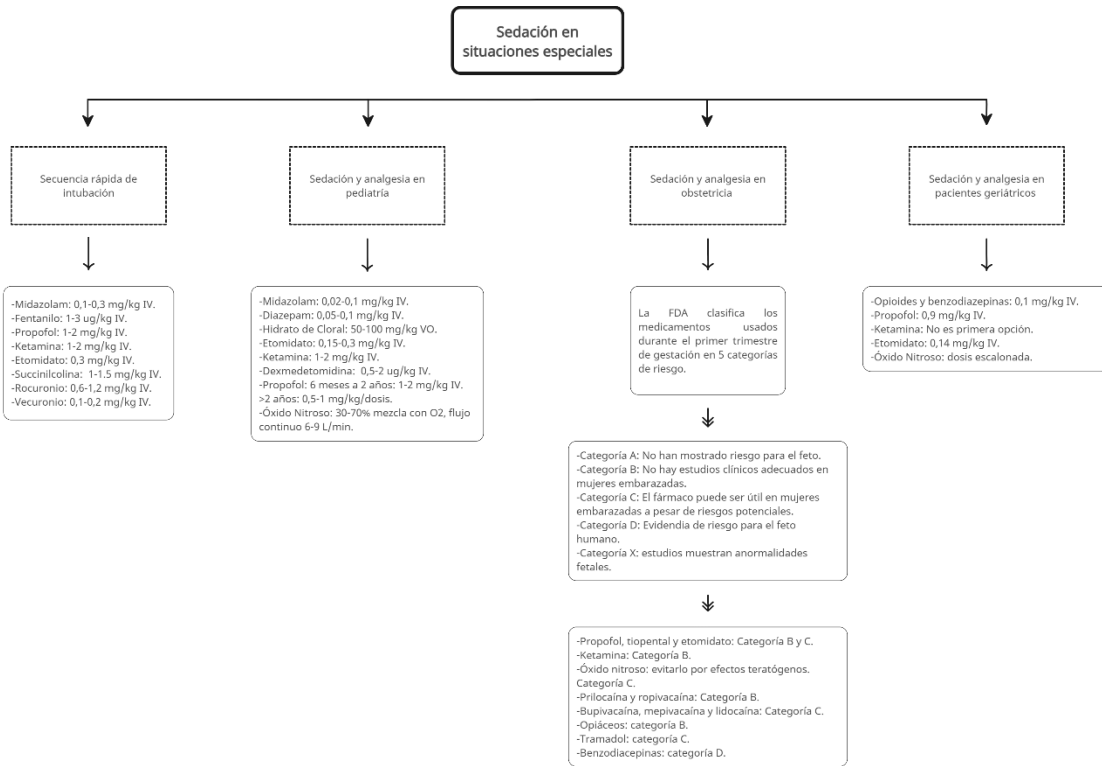 Sedación en
situaciones especiales
Secuencia rápida de
intubación
Sedación y analgesia en
pediatría
Sedación y analgesia en
obstetricia
Sedación y analgesia en
pacientes geriátricos
-Midazolam: 0,1-0,3 mg/kg IV.
-Fentanilo: 1-3 ug/kg IV.
-Propofol: 1-2 mg/kg IV.
-Ketamina: 1-2 mg/kg IV.
-Etomidato: 0,3 mg/kg IV.
-Succinilcolina: 1-1.5 mg/kg IV.
-Rocuronio: 0,6-1,2 mg/kg IV.
-Vecuronio: 0,1-0,2 mg/kg IV.
-Midazolam: 0,02-0,1 mg/kg IV.
-Diazepam: 0,05-0,1 mg/kg IV.
-Hidrato de Cloral: 50-100 mg/kg VO.
-Etomidato: 0,15-0,3 mg/kg IV.
-Ketamina: 1-2 mg/kg IV.
-Dexmedetomidina: 0,5-2 ug/kg IV.
-Propofol: 6 meses a 2 años: 1-2 mg/kg IV.
>2 años: 0,5-1 mg/kg/dosis.
-Óxido Nitroso: 30-70% mezcla con O2, flujo
continuo 6-9 L/min.
La FDA clasifica los
medicamentos usados
durante el primer trimestre
de gestación en 5 categorías
de riesgo.
-Categoría A: No han mostrado riesgo para el feto.
-Categoría B: No hay estudios clínicos adecuados en
mujeres embarazadas.
-Categoría C: El fármaco puede ser útil en mujeres
embarazadas a pesar de riesgos potenciales.
-Categoría D: Evidendia de riesgo para el feto
humano.
-Categoría X: estudios muestran anormalidades
fetales.
-Propofol, tiopental y etomidato: Categoría B y C.
-Ketamina: Categoría B.
-Óxido nitroso: evitarlo por efectos teratógenos.
Categoría C.
-Prilocaína y ropivacaína: Categoría B.
-Bupivacaína, mepivacaína y lidocaína: Categoría C.
-Opiáceos: categoría B.
-Tramadol: categoría C.
-Benzodiacepinas: categoría D.
-Opioides y benzodiazepinas: 0,1 mg/kg IV.
-Propofol: 0,9 mg/kg IV.
-Ketamina: No es primera opción.
-Etomidato: 0,14 mg/kg IV.
-Óxido Nitroso: dosis escalonada.